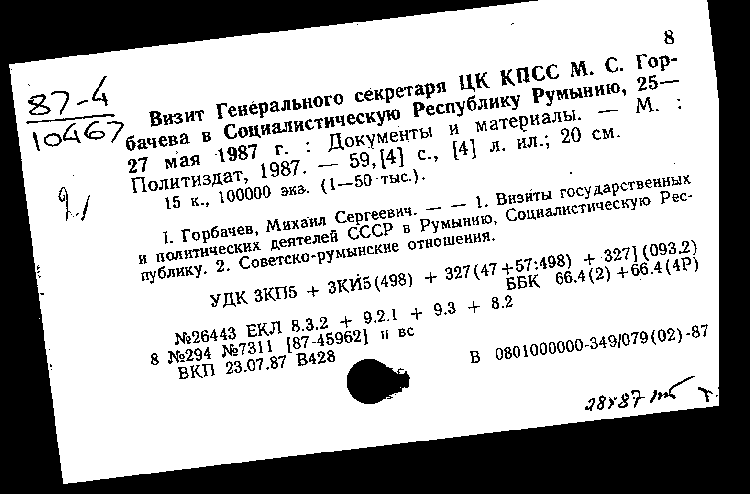 8
87-4
10467
Визит Генерального секретаря ЦК КПСС М. С. Гор-
бачева в Социалистическую Республику Румынию, 25—
27 мая 1987 г. : Документы и материалы. — М. :
Политиздат, 1987. — 59,[4] с., [4] л. ил.; 20 см.
15 к., 100000 экз. (1—50 тыс.).
I. Горбачев, Михаил Сергеевич. — — 1. Визиты государственных
и политических деятелей СССР в Румынию, Социалистическую Рес-
публику. 2. Советско-румынские отношения.
УДК 3КП5 + 3КИ5(498) + 327(47+57:498) + 327](093.2)
ББК 66.4(2)+66.4(4Р)
№26443 ЕКЛ 8.3.2 + 9.2.1 + 9.3 + 8.2
8 №294 №7311 [87-45962] п вс
ВКП 23.07.87 В428
В 0801000000-349/079(02)-87